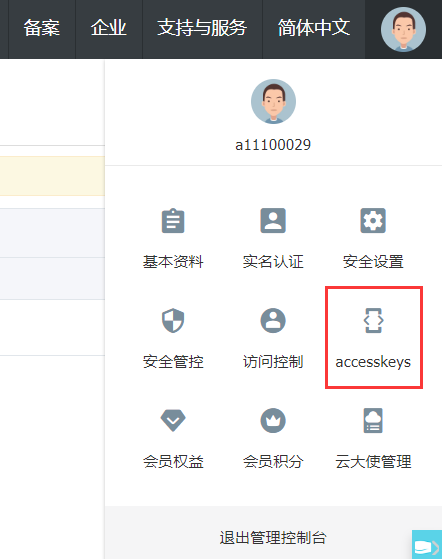 备案 企业 支持与服务 简体中文
a11100029
基本资料 实名认证 安全设置
安全管控 访问控制 accesskeys
会员权益 会员积分 云大使管理
退出管理控制台